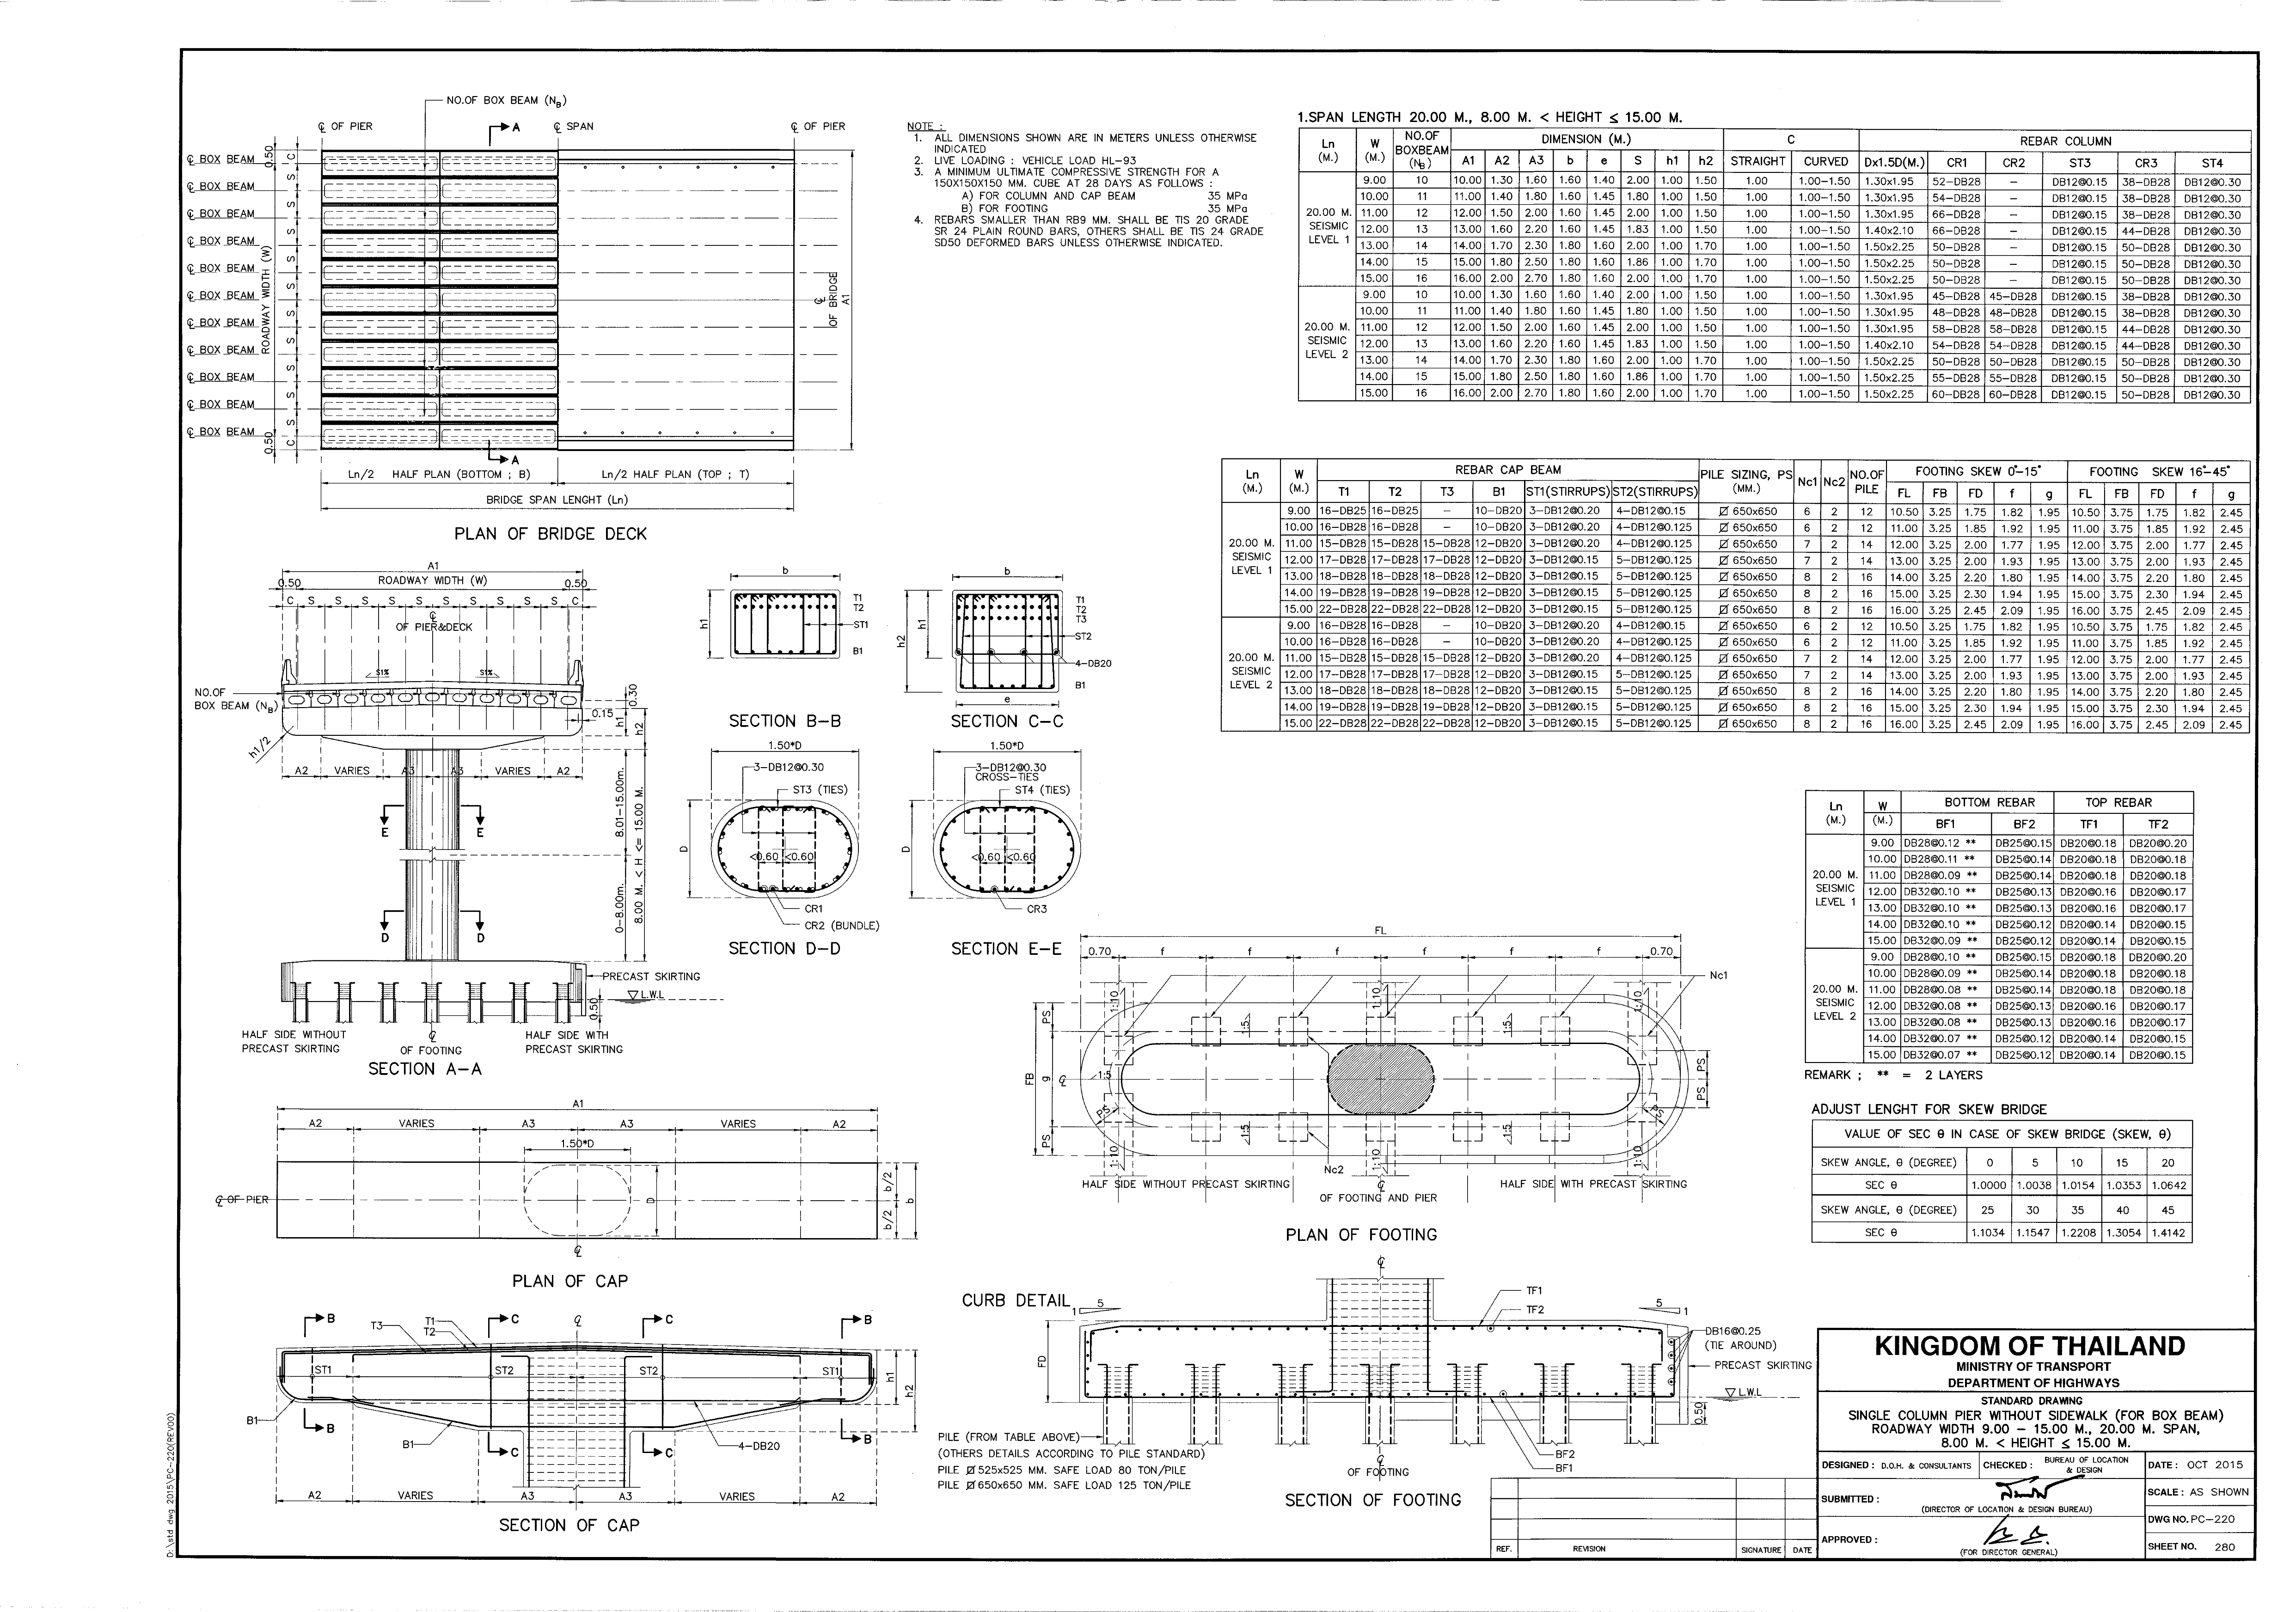 NO.OF BOX BEAM (NB)
℄ OF PIER
A
℄ SPAN
℄ OF PIER
℄ BOX BEAM
℄ BOX BEAM
℄ BOX BEAM
℄ BOX BEAM
℄ BOX BEAM
℄ BOX BEAM
℄ BOX BEAM
℄ BOX BEAM
℄ BOX BEAM
℄ BOX BEAM
℄ BOX BEAM
0.50
ROADWAY WIDTH (W)
0.50
C
S
S
S
S
S
S
S
S
S
S
C
℄ OF BRIDGE
A1
A
Ln/2 HALF PLAN (BOTTOM ; B)
Ln/2 HALF PLAN (TOP ; T)
BRIDGE SPAN LENGHT (Ln)
PLAN OF BRIDGE DECK
NOTE :
1. ALL DIMENSIONS SHOWN ARE IN METERS UNLESS OTHERWISE
INDICATED
2. LIVE LOADING : VEHICLE LOAD HL-93
3. A MINIMUM ULTIMATE COMPRESSIVE STRENGTH FOR A
150X150X150 MM. CUBE AT 28 DAYS AS FOLLOWS :
A) FOR COLUMN AND CAP BEAM 35 MPa
B) FOR FOOTING 35 MPa
4. REBARS SMALLER THAN RB9 MM. SHALL BE TIS 20 GRADE
SR 24 PLAIN ROUND BARS, OTHERS SHALL BE TIS 24 GRADE
SD50 DEFORMED BARS UNLESS OTHERWISE INDICATED.
1.SPAN LENGTH 20.00 M., 8.00 M. < HEIGHT ≤ 15.00 M.
Ln (M.) W (M.) NO.OF BOXBEAM (NB) DIMENSION (M.) C REBAR COLUMN
A1 A2 A3 b e S h1 h2 STRAIGHT CURVED Dx1.5D(M.) CR1 CR2 ST3 CR3 ST4
20.00 M. SEISMIC LEVEL 1
9.00 10 10.00 1.30 1.60 1.60 1.40 2.00 1.00 1.50 1.00 1.00-1.50 1.30x1.95 52-DB28 - DB12@0.15 38-DB28 DB12@0.30
10.00 11 11.00 1.40 1.80 1.60 1.45 1.80 1.00 1.50 1.00 1.00-1.50 1.30x1.95 54-DB28 - DB12@0.15 38-DB28 DB12@0.30
11.00 12 12.00 1.50 2.00 1.60 1.45 2.00 1.00 1.50 1.00 1.00-1.50 1.30x1.95 66-DB28 - DB12@0.15 38-DB28 DB12@0.30
12.00 13 13.00 1.60 2.20 1.60 1.45 1.83 1.00 1.50 1.00 1.00-1.50 1.40x2.10 66-DB28 - DB12@0.15 44-DB28 DB12@0.30
13.00 14 14.00 1.70 2.30 1.80 1.60 2.00 1.00 1.70 1.00 1.00-1.50 1.50x2.25 50-DB28 - DB12@0.15 50-DB28 DB12@0.30
14.00 15 15.00 1.80 2.50 1.80 1.60 1.86 1.00 1.70 1.00 1.00-1.50 1.50x2.25 50-DB28 - DB12@0.15 50-DB28 DB12@0.30
15.00 16 16.00 2.00 2.70 1.80 1.60 2.00 1.00 1.70 1.00 1.00-1.50 1.50x2.25 50-DB28 - DB12@0.15 50-DB28 DB12@0.30
20.00 M. SEISMIC LEVEL 2
9.00 10 10.00 1.30 1.60 1.60 1.40 2.00 1.00 1.50 1.00 1.00-1.50 1.30x1.95 45-DB28 45-DB28 DB12@0.15 38-DB28 DB12@0.30
10.00 11 11.00 1.40 1.80 1.60 1.45 1.80 1.00 1.50 1.00 1.00-1.50 1.30x1.95 48-DB28 48-DB28 DB12@0.15 38-DB28 DB12@0.30
11.00 12 12.00 1.50 2.00 1.60 1.45 2.00 1.00 1.50 1.00 1.00-1.50 1.30x1.95 58-DB28 58-DB28 DB12@0.15 44-DB28 DB12@0.30
12.00 13 13.00 1.60 2.20 1.60 1.45 1.83 1.00 1.50 1.00 1.00-1.50 1.40x2.10 54-DB28 54-DB28 DB12@0.15 44-DB28 DB12@0.30
13.00 14 14.00 1.70 2.30 1.80 1.60 2.00 1.00 1.70 1.00 1.00-1.50 1.50x2.25 50-DB28 50-DB28 DB12@0.15 50-DB28 DB12@0.30
14.00 15 15.00 1.80 2.50 1.80 1.60 1.86 1.00 1.70 1.00 1.00-1.50 1.50x2.25 55-DB28 55-DB28 DB12@0.15 50-DB28 DB12@0.30
15.00 16 16.00 2.00 2.70 1.80 1.60 2.00 1.00 1.70 1.00 1.00-1.50 1.50x2.25 60-DB28 60-DB28 DB12@0.15 50-DB28 DB12@0.30
Ln (M.) W (M.) REBAR CAP BEAM PILE SIZING, PS (MM.) Nc1 Nc2 NO.OF PILE FOOTING SKEW 0°-15° FOOTING SKEW 16°-45°
T1 T2 T3 B1 ST1(STIRRUPS) ST2(STIRRUPS) FL FB FD f g FL FB FD f g
20.00 M. SEISMIC LEVEL 1
9.00 16-DB25 16-DB25 - 10-DB20 3-DB12@0.20 4-DB12@0.15 650x650 6 2 12 10.50 3.25 1.75 1.82 1.95 10.50 3.75 1.75 1.82 2.45
10.00 16-DB28 16-DB28 - 10-DB20 3-DB12@0.20 4-DB12@0.125 650x650 6 2 12 11.00 3.25 1.85 1.92 1.95 11.00 3.75 1.85 1.92 2.45
11.00 15-DB28 15-DB28 15-DB28 12-DB20 3-DB12@0.20 4-DB12@0.125 650x650 7 2 14 12.00 3.25 2.00 1.77 1.95 12.00 3.75 2.00 1.77 2.45
12.00 17-DB28 17-DB28 17-DB28 12-DB20 3-DB12@0.15 5-DB12@0.125 650x650 7 2 14 13.00 3.25 2.00 1.93 1.95 13.00 3.75 2.00 1.93 2.45
13.00 18-DB28 18-DB28 18-DB28 12-DB20 3-DB12@0.15 5-DB12@0.125 650x650 8 2 16 14.00 3.25 2.20 1.80 1.95 14.00 3.75 2.20 1.80 2.45
14.00 19-DB28 19-DB28 19-DB28 12-DB20 3-DB12@0.15 5-DB12@0.125 650x650 8 2 16 15.00 3.25 2.30 1.94 1.95 15.00 3.75 2.30 1.94 2.45
15.00 22-DB28 22-DB28 22-DB28 12-DB20 3-DB12@0.15 5-DB12@0.125 650x650 8 2 16 16.00 3.25 2.45 2.09 1.95 16.00 3.75 2.45 2.09 2.45
20.00 M. SEISMIC LEVEL 2
9.00 16-DB28 16-DB28 - 10-DB20 3-DB12@0.20 4-DB12@0.15 650x650 6 2 12 10.50 3.25 1.75 1.82 1.95 10.50 3.75 1.75 1.82 2.45
10.00 16-DB28 16-DB28 - 10-DB20 3-DB12@0.20 4-DB12@0.125 650x650 6 2 12 11.00 3.25 1.85 1.92 1.95 11.00 3.75 1.85 1.92 2.45
11.00 15-DB28 15-DB28 15-DB28 12-DB20 3-DB12@0.20 4-DB12@0.125 650x650 7 2 14 12.00 3.25 2.00 1.77 1.95 12.00 3.75 2.00 1.77 2.45
12.00 17-DB28 17-DB28 17-DB28 12-DB20 3-DB12@0.15 5-DB12@0.125 650x650 7 2 14 13.00 3.25 2.00 1.93 1.95 13.00 3.75 2.00 1.93 2.45
13.00 18-DB28 18-DB28 18-DB28 12-DB20 3-DB12@0.15 5-DB12@0.125 650x650 8 2 16 14.00 3.25 2.20 1.80 1.95 14.00 3.75 2.20 1.80 2.45
14.00 19-DB28 19-DB28 19-DB28 12-DB20 3-DB12@0.15 5-DB12@0.125 650x650 8 2 16 15.00 3.25 2.30 1.94 1.95 15.00 3.75 2.30 1.94 2.45
15.00 22-DB28 22-DB28 22-DB28 12-DB20 3-DB12@0.15 5-DB12@0.125 650x650 8 2 16 16.00 3.25 2.45 2.09 1.95 16.00 3.75 2.45 2.09 2.45
A1
0.50 ROADWAY WIDTH (W) 0.50
C S S S S S S S S S S C
℄
OF PIER&DECK
S1% S1%
NO.OF
BOX BEAM (NB)
0.30
0.15
h1
h2
h1/2
A2 VARIES A3 A3 VARIES A2
E E
8.01-15.00m.
0-8.00m.
8.00 M. < H <= 15.00 M.
D D
PRECAST SKIRTING
L.W.L
0.50
HALF SIDE WITHOUT
PRECAST SKIRTING
℄
OF FOOTING
HALF SIDE WITH
PRECAST SKIRTING
SECTION A-A
b
h1
T1
T2
ST1
B1
SECTION B-B
b
h2
h1
T1
T2
T3
ST2
4-DB20
B1
e
SECTION C-C
1.50*D
3-DB12@0.30
ST3 (TIES)
D
<0.60 <0.60
CR1
CR2 (BUNDLE)
SECTION D-D
1.50*D
3-DB12@0.30
CROSS-TIES
ST4 (TIES)
D
<0.60 <0.60
CR3
SECTION E-E
Ln (M.) W (M.) BOTTOM REBAR TOP REBAR
BF1 BF2 TF1 TF2
20.00 M. SEISMIC LEVEL 1
9.00 DB28@0.12 ** DB25@0.15 DB20@0.18 DB20@0.20
10.00 DB28@0.11 ** DB25@0.14 DB20@0.18 DB20@0.18
11.00 DB28@0.09 ** DB25@0.14 DB20@0.18 DB20@0.18
12.00 DB32@0.10 ** DB25@0.13 DB20@0.16 DB20@0.17
13.00 DB32@0.10 ** DB25@0.13 DB20@0.16 DB20@0.17
14.00 DB32@0.10 ** DB25@0.12 DB20@0.14 DB20@0.15
15.00 DB32@0.09 ** DB25@0.12 DB20@0.14 DB20@0.15
20.00 M. SEISMIC LEVEL 2
9.00 DB28@0.10 ** DB25@0.15 DB20@0.18 DB20@0.20
10.00 DB28@0.09 ** DB25@0.14 DB20@0.18 DB20@0.18
11.00 DB28@0.08 ** DB25@0.14 DB20@0.18 DB20@0.18
12.00 DB32@0.08 ** DB25@0.13 DB20@0.16 DB20@0.17
13.00 DB32@0.08 ** DB25@0.13 DB20@0.16 DB20@0.17
14.00 DB32@0.07 ** DB25@0.12 DB20@0.14 DB20@0.15
15.00 DB32@0.07 ** DB25@0.12 DB20@0.14 DB20@0.15
REMARK ; ** = 2 LAYERS
ADJUST LENGHT FOR SKEW BRIDGE
VALUE OF SEC θ IN CASE OF SKEW BRIDGE (SKEW, θ)
SKEW ANGLE, θ (DEGREE) 0 5 10 15 20
SEC θ 1.0000 1.0038 1.0154 1.0353 1.0642
SKEW ANGLE, θ (DEGREE) 25 30 35 40 45
SEC θ 1.1034 1.1547 1.2208 1.3054 1.4142
FL
0.70 f f f f f f 0.70
Nc1
1:10 1:10 1:10
PS 1:5 1:5
FB g ℄ 1:5 PS
PS
PS PS
PS 1:5 1:5
1:10 1:10 1:10
Nc2
HALF SIDE WITHOUT PRECAST SKIRTING
℄
OF FOOTING AND PIER
HALF SIDE WITH PRECAST SKIRTING
PLAN OF FOOTING
A1
A2 VARIES A3 A3 VARIES A2
1.50*D
℄ OF PIER
D
b/2
b/2
b
℄
PLAN OF CAP
B C ℄ C B
T3 T1
T2
ST1 ST2 ST2 ST1
h1
h2
B1
B B
B1 C C
4-DB20
A2 VARIES A3 A3 VARIES A2
SECTION OF CAP
CURB DETAIL
1 5
℄
5 1
TF1
TF2
FD
DB16@0.25
(TIE AROUND)
PRECAST SKIRTING
L.W.L
0.50
PILE (FROM TABLE ABOVE)
(OTHERS DETAILS ACCORDING TO PILE STANDARD)
PILE 525x525 MM. SAFE LOAD 80 TON/PILE
PILE 650x650 MM. SAFE LOAD 125 TON/PILE
BF2
BF1
℄
OF FOOTING
SECTION OF FOOTING
REF. REVISION SIGNATURE DATE
KINGDOM OF THAILAND
MINISTRY OF TRANSPORT
DEPARTMENT OF HIGHWAYS
STANDARD DRAWING
SINGLE COLUMN PIER WITHOUT SIDEWALK (FOR BOX BEAM)
ROADWAY WIDTH 9.00 - 15.00 M., 20.00 M. SPAN,
8.00 M. < HEIGHT ≤ 15.00 M.
DESIGNED : D.O.H. & CONSULTANTS CHECKED : BUREAU OF LOCATION & DESIGN DATE : OCT 2015
SUBMITTED :
(DIRECTOR OF LOCATION & DESIGN BUREAU)
SCALE : AS SHOWN
DWG NO. PC-220
APPROVED :
(FOR DIRECTOR GENERAL)
SHEET NO. 280
D:\std dwg 2015\PC-220(REV00)